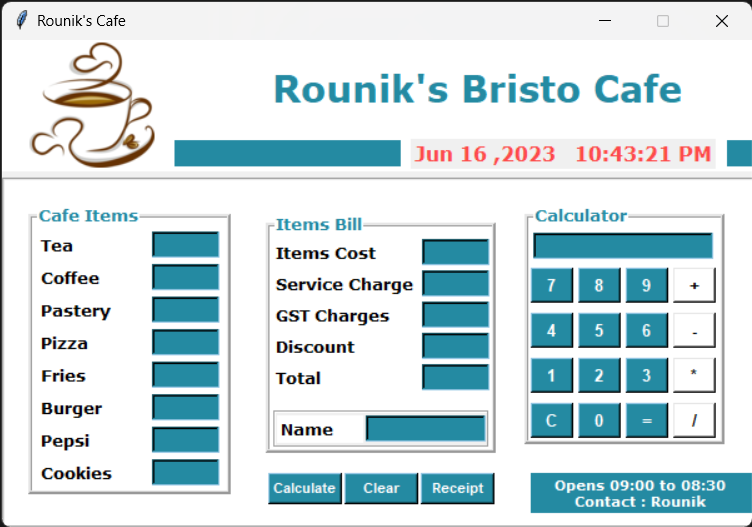 Rounik's Cafe
Rounik's Bristo Cafe
Jun 16 ,2023 10:43:21 PM
Cafe Items
Tea
Coffee
Pastery
Pizza
Fries
Burger
Pepsi
Cookies
Items Bill
Items Cost
Service Charge
GST Charges
Discount
Total
Name
Calculate Clear Receipt
Calculator
7 8 9 +
4 5 6 -
1 2 3 *
C 0 = /
Opens 09:00 to 08:30
Contact : Rounik